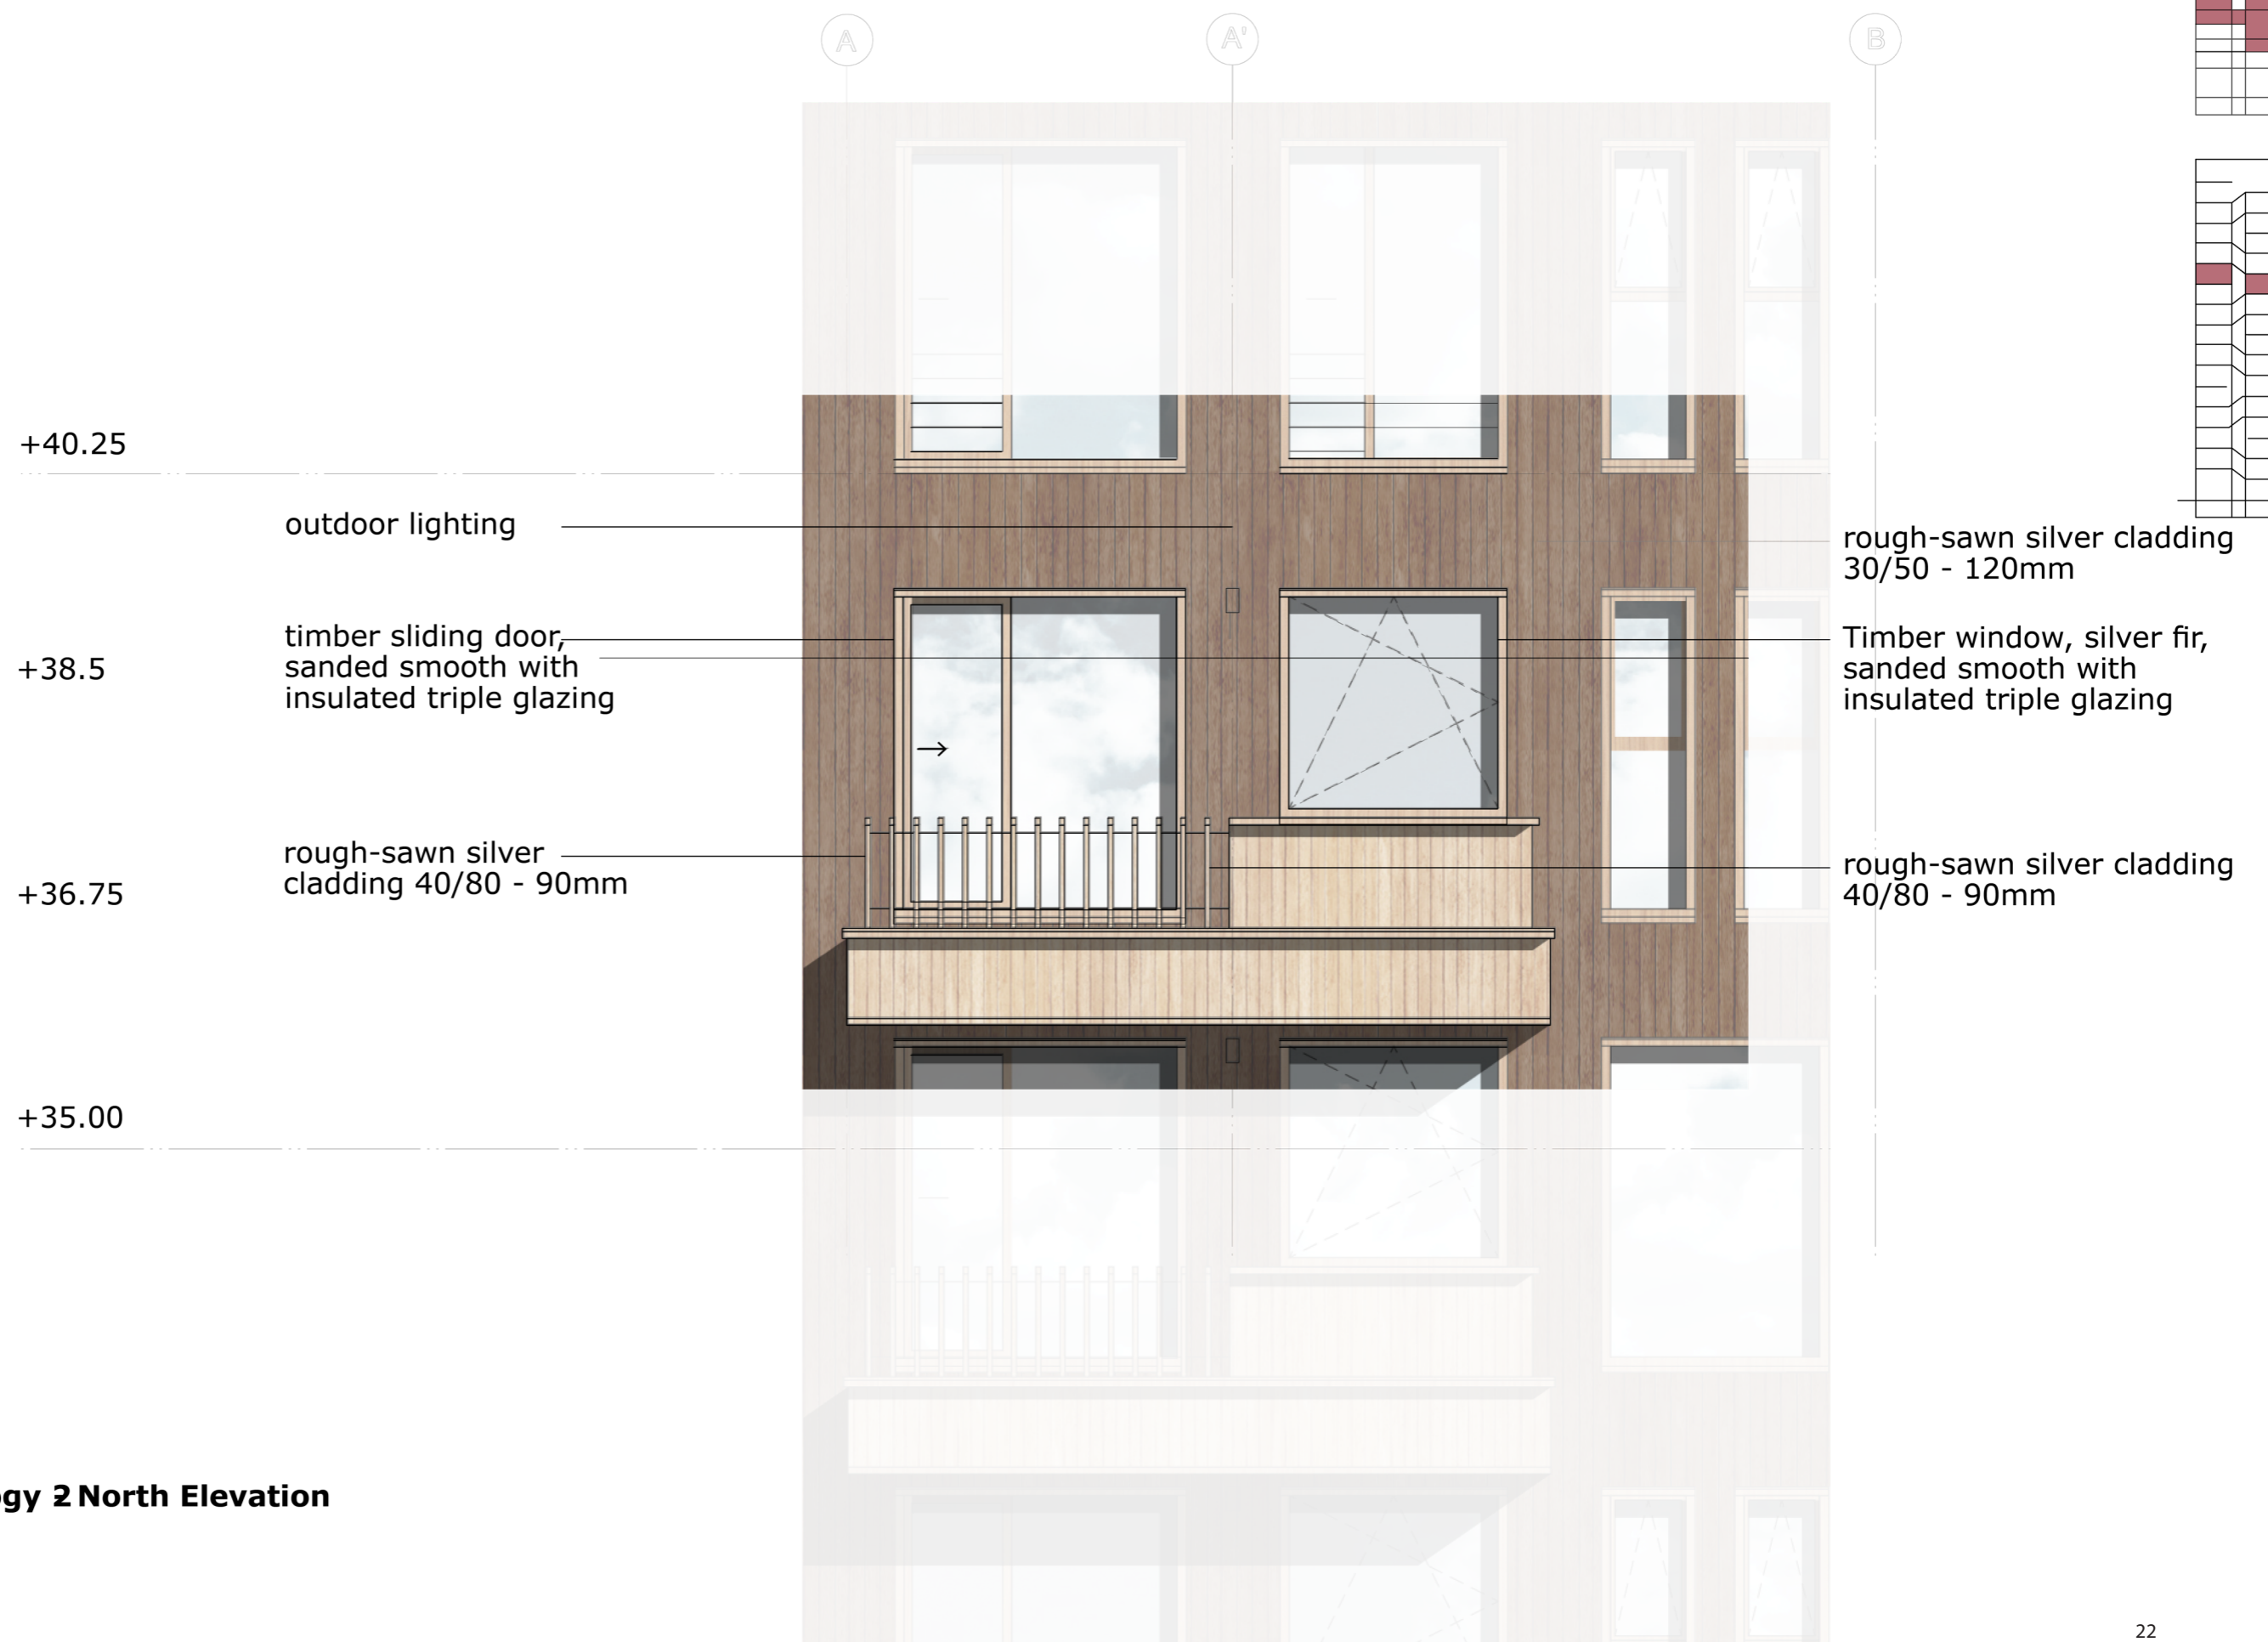 A
A'
B
+40.25
outdoor lighting
rough-sawn silver cladding
30/50 - 120mm
timber sliding door,
sanded smooth with
insulated triple glazing
Timber window, silver fir,
sanded smooth with
insulated triple glazing
+38.5
rough-sawn silver
cladding 40/80 - 90mm
rough-sawn silver cladding
40/80 - 90mm
+36.75
+35.00
gy 2 North Elevation
22